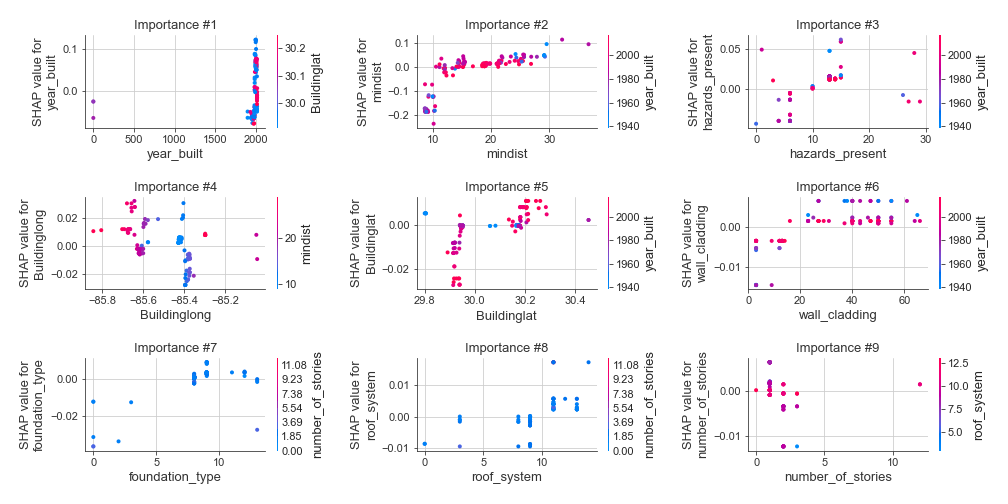 Importance #1
SHAP value for
year_built
0.1
0.0
0
500
1000
1500
2000
year_built
30.2
30.1
30.0
Buildinglat
Importance #2
SHAP value for
mindist
0.1
0.0
−0.1
−0.2
10
20
30
mindist
2000
1980
1960
1940
year_built
Importance #3
SHAP value for
hazards_present
0.05
0.00
0
10
20
30
hazards_present
2000
1980
1960
1940
year_built
Importance #4
SHAP value for
Buildinglong
0.02
0.00
−0.02
−85.8
−85.6
−85.4
−85.2
Buildinglong
20
10
mindist
Importance #5
SHAP value for
Buildinglat
0.00
−0.02
29.8
30.0
30.2
30.4
Buildinglat
2000
1980
1960
1940
year_built
Importance #6
SHAP value for
wall_cladding
0.00
−0.01
0
20
40
60
wall_cladding
2000
1980
1960
1940
year_built
Importance #7
SHAP value for
foundation_type
0.00
−0.02
0
5
10
foundation_type
11.08
9.23
7.38
5.54
3.69
1.85
0.00
number_of_stories
Importance #8
SHAP value for
roof_system
0.01
0.00
−0.01
0
5
10
roof_system
11.08
9.23
7.38
5.54
3.69
1.85
0.00
number_of_stories
Importance #9
SHAP value for
number_of_stories
0.00
−0.01
0
5
10
number_of_stories
12.5
10.0
7.5
5.0
roof_system